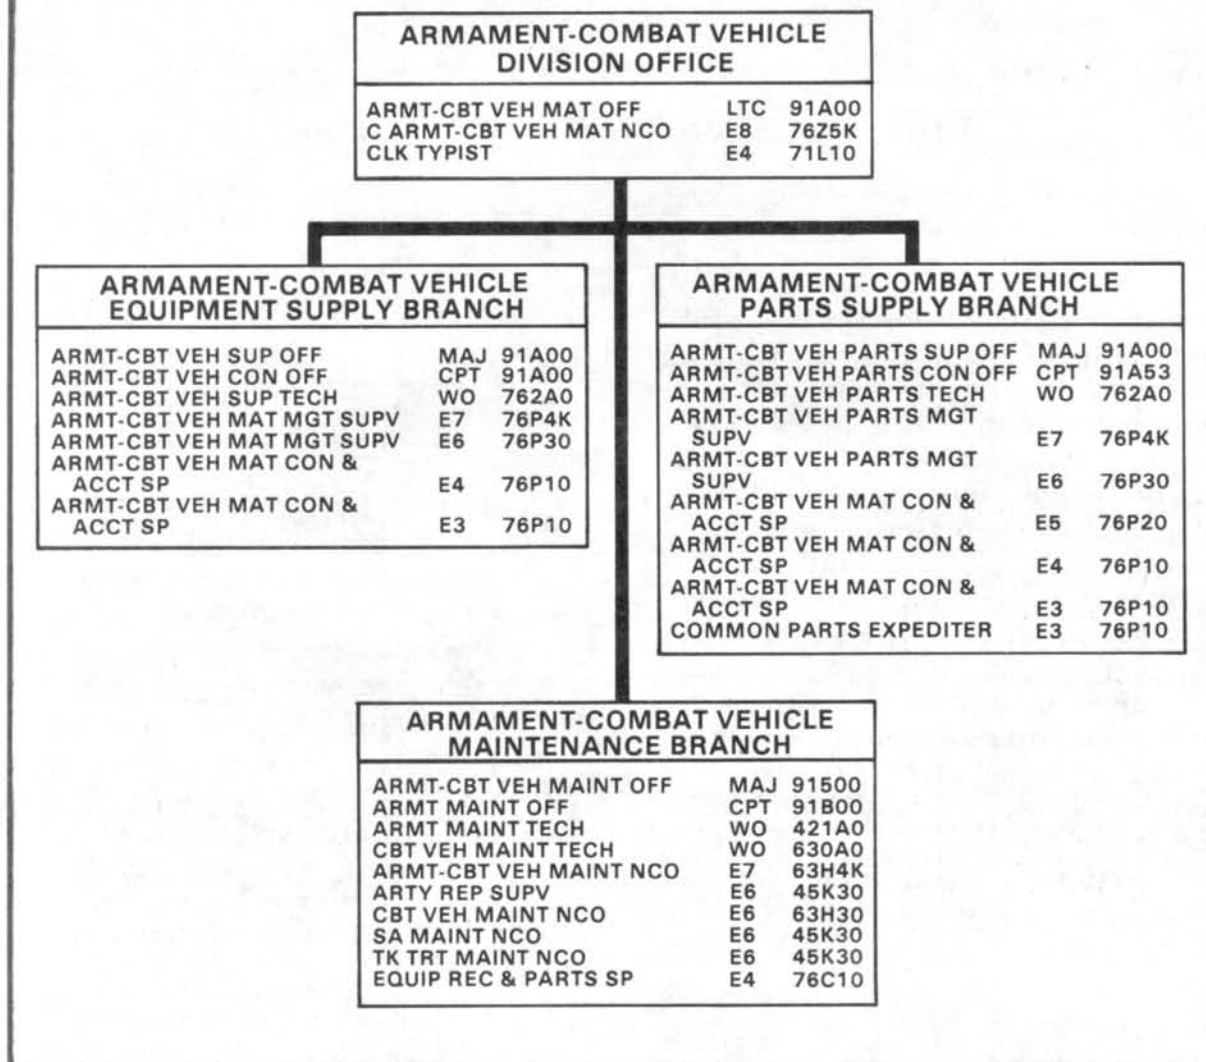 ARMAMENT-COMBAT VEHICLE
DIVISION OFFICE
ARMT-CBT VEH MAT OFF LTC 91A00
C ARMT-CBT VEH MAT NCO E8 76Z5K
CLK TYPIST E4 71L10
ARMAMENT-COMBAT VEHICLE
EQUIPMENT SUPPLY BRANCH
ARMT-CBT VEH SUP OFF MAJ 91A00
ARMT-CBT VEH CON OFF CPT 91A00
ARMT-CBT VEH SUP TECH WO 762A0
ARMT-CBT VEH MAT MGT SUPV E7 76P4K
ARMT-CBT VEH MAT MGT SUPV E6 76P30
ARMT-CBT VEH MAT CON &
ACCT SP E4 76P10
ARMT-CBT VEH MAT CON &
ACCT SP E3 76P10
ARMAMENT-COMBAT VEHICLE
PARTS SUPPLY BRANCH
ARMT-CBT VEH PARTS SUP OFF MAJ 91A00
ARMT-CBT VEH PARTS CON OFF CPT 91A53
ARMT-CBT VEH PARTS TECH WO 762A0
ARMT-CBT VEH PARTS MGT
SUPV E7 76P4K
ARMT-CBT VEH PARTS MGT
SUPV E6 76P30
ARMT-CBT VEH MAT CON &
ACCT SP E5 76P20
ARMT-CBT VEH MAT CON &
ACCT SP E4 76P10
ARMT-CBT VEH MAT CON &
ACCT SP E3 76P10
COMMON PARTS EXPEDITER E3 76P10
ARMAMENT-COMBAT VEHICLE
MAINTENANCE BRANCH
ARMT-CBT VEH MAINT OFF MAJ 91500
ARMT MAINT OFF CPT 91B00
ARMT MAINT TECH WO 421A0
CBT VEH MAINT TECH WO 630A0
ARMT-CBT VEH MAINT NCO E7 63H4K
ARTY REP SUPV E6 45K30
CBT VEH MAINT NCO E6 63H30
SA MAINT NCO E6 45K30
TK TRT MAINT NCO E6 45K30
EQUIP REC & PARTS SP E4 76C10